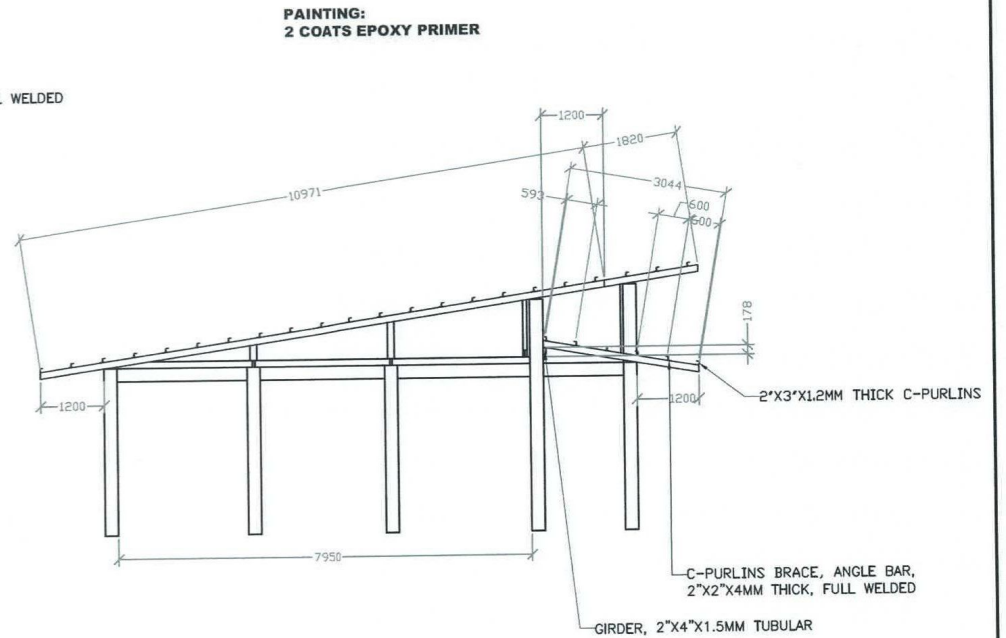 PAINTING:
2 COATS EPOXY PRIMER
WELDED
1200
1820
10971
3044
593
600
600
178
1200
1200
2"X3"X1.2MM THICK C-PURLINS
7950
C-PURLINS BRACE, ANGLE BAR,
2"X2"X4MM THICK, FULL WELDED
GIRDER, 2"X4"X1.5MM TUBULAR